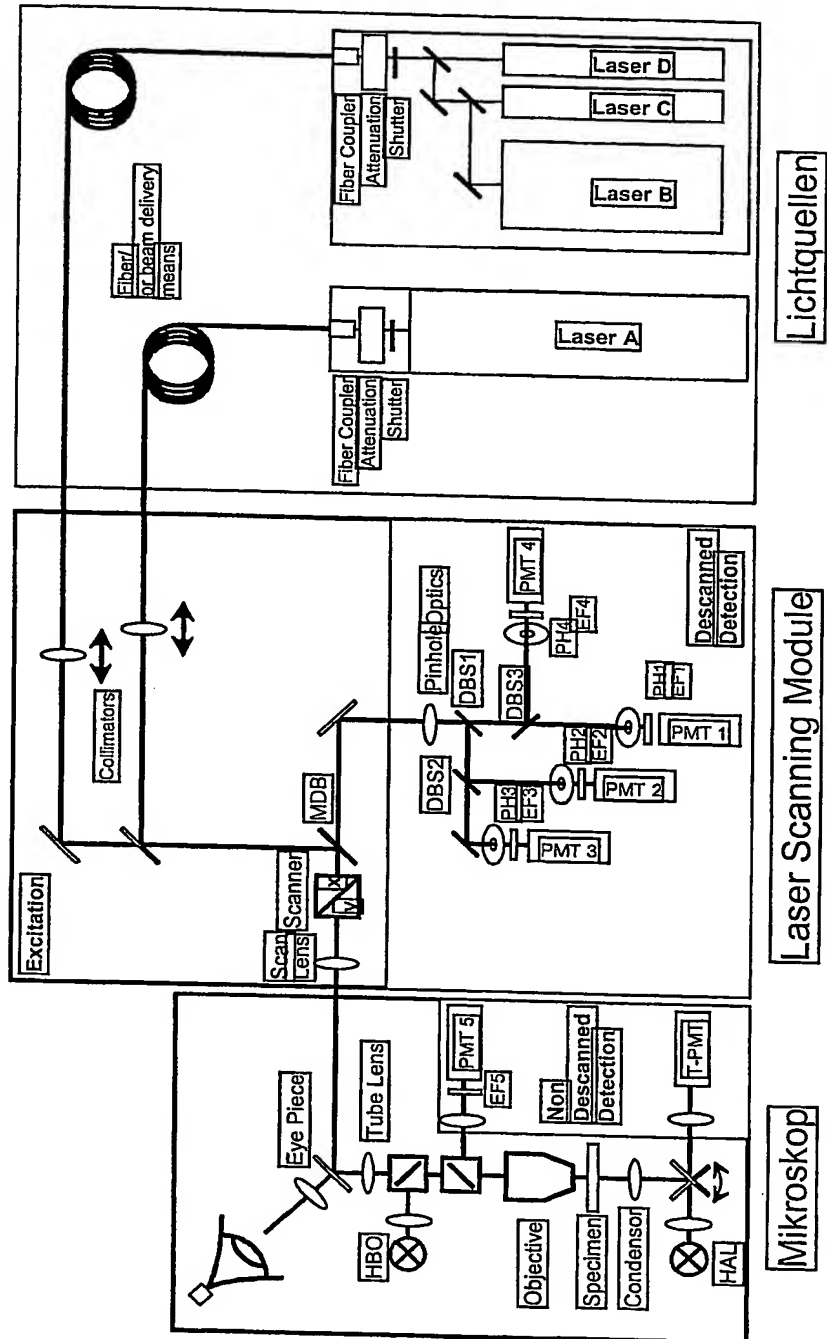 Fiber/
or beam delivery
means
Fiber Coupler
Attenuation
Shutter
Laser D
Laser C
Laser B
Fiber Coupler
Attenuation
Shutter
Laser A
Lichtquellen
Excitation
Collimators
MDB
Scanner
x
y
Scan
Lens
Pinhole Optics
DBS1
DBS2
DBS3
PMT 4
PH4
EF4
PH1
EF1
PMT 1
PH2
EF2
PMT 2
PH3
EF3
PMT 3
Descanned
Detection
Laser Scanning Module
Eye Piece
Tube Lens
HBO
PMT 5
EF5
Non
Descanned
Detection
Objective
Specimen
Condensor
T-PMT
HAL
Mikroskop